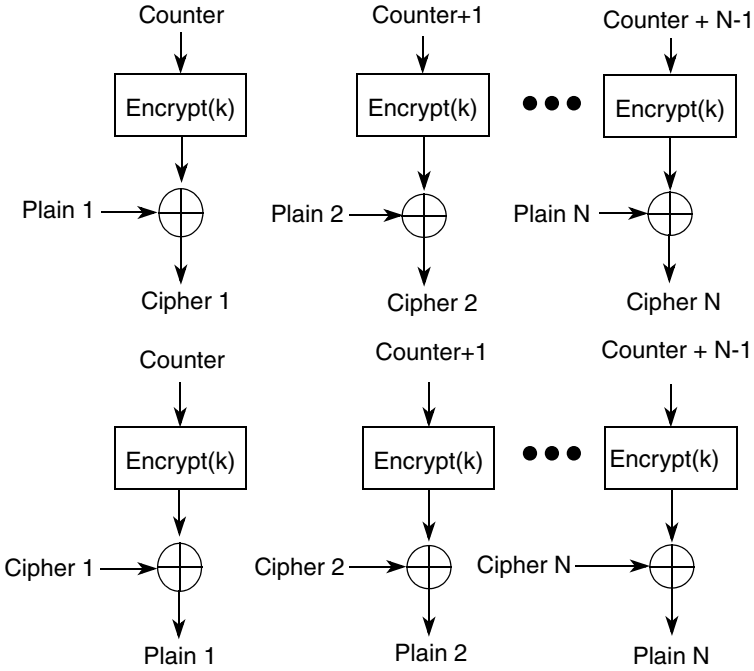 Counter
Counter+1
Counter + N-1
Encrypt(k)
Encrypt(k)
Encrypt(k)
Plain 1
Plain 2
Plain N
Cipher 1
Cipher 2
Cipher N
Counter
Counter+1
Counter + N-1
Encrypt(k)
Encrypt(k)
Encrypt(k)
Cipher 1
Cipher 2
Cipher N
Plain 1
Plain 2
Plain N